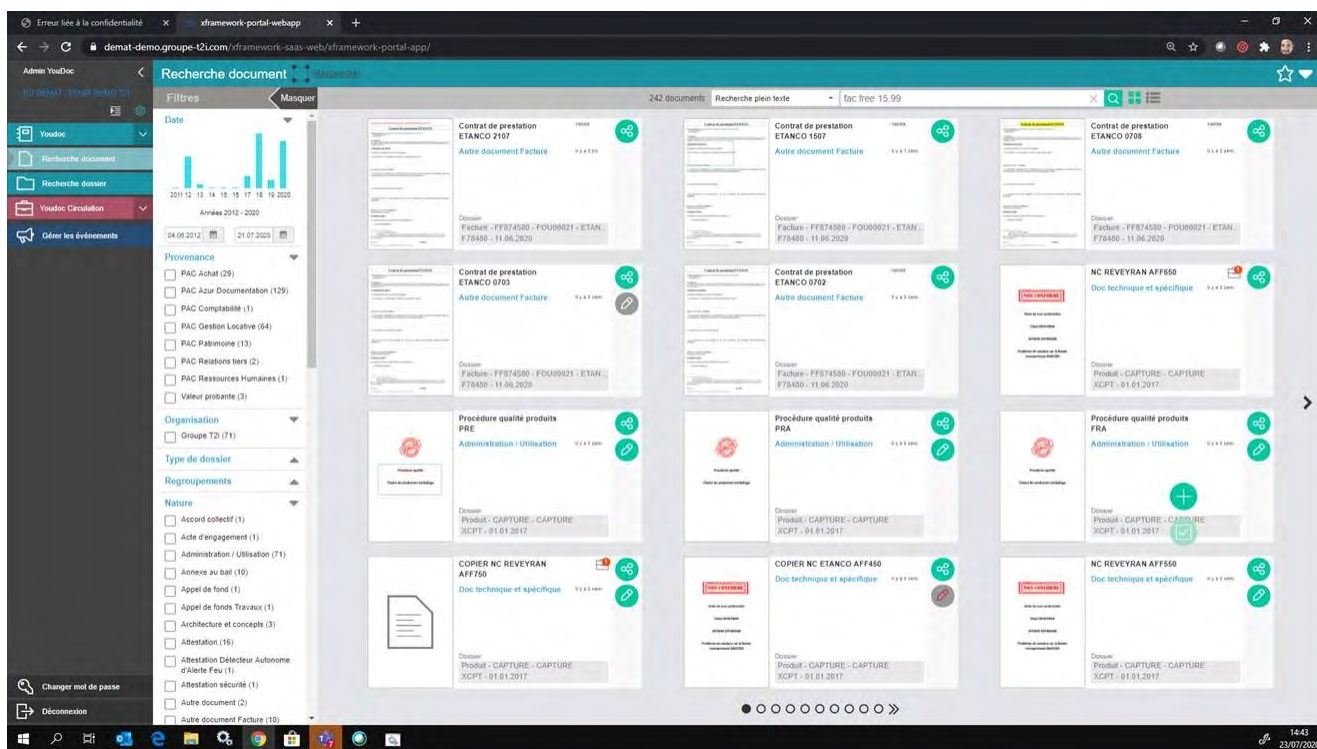 Erreur liée à la confidentialité
xframework-portal-webapp
demat-demo.groupe-t2i.com/xframework-saas-web/xframework-portal-app/
Admin YouDoc
Recherche document
Filtres
Masquer
242 documents
Recherche plein texte
fac free 15.99
Youdoc
Recherche document
Recherche dossier
Youdoc Circulation
Gérer les événements
Changer mot de passe
Déconnexion
Date
2011 12 13 14 15 16 17 18 19 2020
Années 2012 - 2020
04.06.2012
21.07.2020
Provenance
PAC Achat (29)
PAC Azur Documentation (129)
PAC Comptabilité (1)
PAC Gestion Locative (64)
PAC Patrimoine (13)
PAC Relations tiers (2)
PAC Ressources Humaines (1)
Valeur probante (3)
Organisation
Groupe T2i (71)
Type de dossier
Regroupements
Nature
Accord collectif (1)
Acte d'engagement (1)
Administration / Utilisation (71)
Annexe au bail (10)
Appel de fond (1)
Appel de fonds Travaux (1)
Architecture et concepts (3)
Attestation (16)
Attestation Détecteur Autonome
d'Alerte Feu (1)
Attestation sécurité (1)
Autre document (2)
Autre document Facture (10)
Contrat de prestation
ETANCO 2107
Autre document Facture
Dossier
Facture - FF874580 - FOU00021 - ETAN...
F78480 - 11.06.2020
Contrat de prestation
ETANCO 1507
Autre document Facture
Dossier
Facture - FF874580 - FOU00021 - ETAN...
F78480 - 11.06.2020
Contrat de prestation
ETANCO 0706
Autre document Facture
Dossier
Facture - FF874580 - FOU00021 - ETAN...
F78480 - 11.06.2020
Contrat de prestation
ETANCO 0703
Autre document Facture
Dossier
Facture - FF874580 - FOU00021 - ETAN...
F78480 - 11.06.2020
Contrat de prestation
ETANCO 0702
Autre document Facture
Dossier
Facture - FF874580 - FOU00021 - ETAN...
F78480 - 11.06.2020
NON CONFORME
NC REVEYRAN AFF650
Doc technique et spécifique
Dossier
Produit - CAPTURE - CAPTURE
XCPT - 01.01.2017
Procédure qualité produits
PRE
Administration / Utilisation
Dossier
Produit - CAPTURE - CAPTURE
XCPT - 01.01.2017
Procédure qualité produits
PRA
Administration / Utilisation
Dossier
Produit - CAPTURE - CAPTURE
XCPT - 01.01.2017
Procédure qualité produits
FRA
Administration / Utilisation
Dossier
Produit - CAPTURE - CAPTURE
XCPT - 01.01.2017
COPIER NC REVEYRAN
AFF750
Doc technique et spécifique
Dossier
Produit - CAPTURE - CAPTURE
XCPT - 01.01.2017
NON CONFORME
COPIER NC ETANCO AFF450
Doc technique et spécifique
Dossier
Produit - CAPTURE - CAPTURE
XCPT - 01.01.2017
NON CONFORME
NC REVEYRAN AFF550
Doc technique et spécifique
Dossier
Produit - CAPTURE - CAPTURE
XCPT - 01.01.2017
14:43